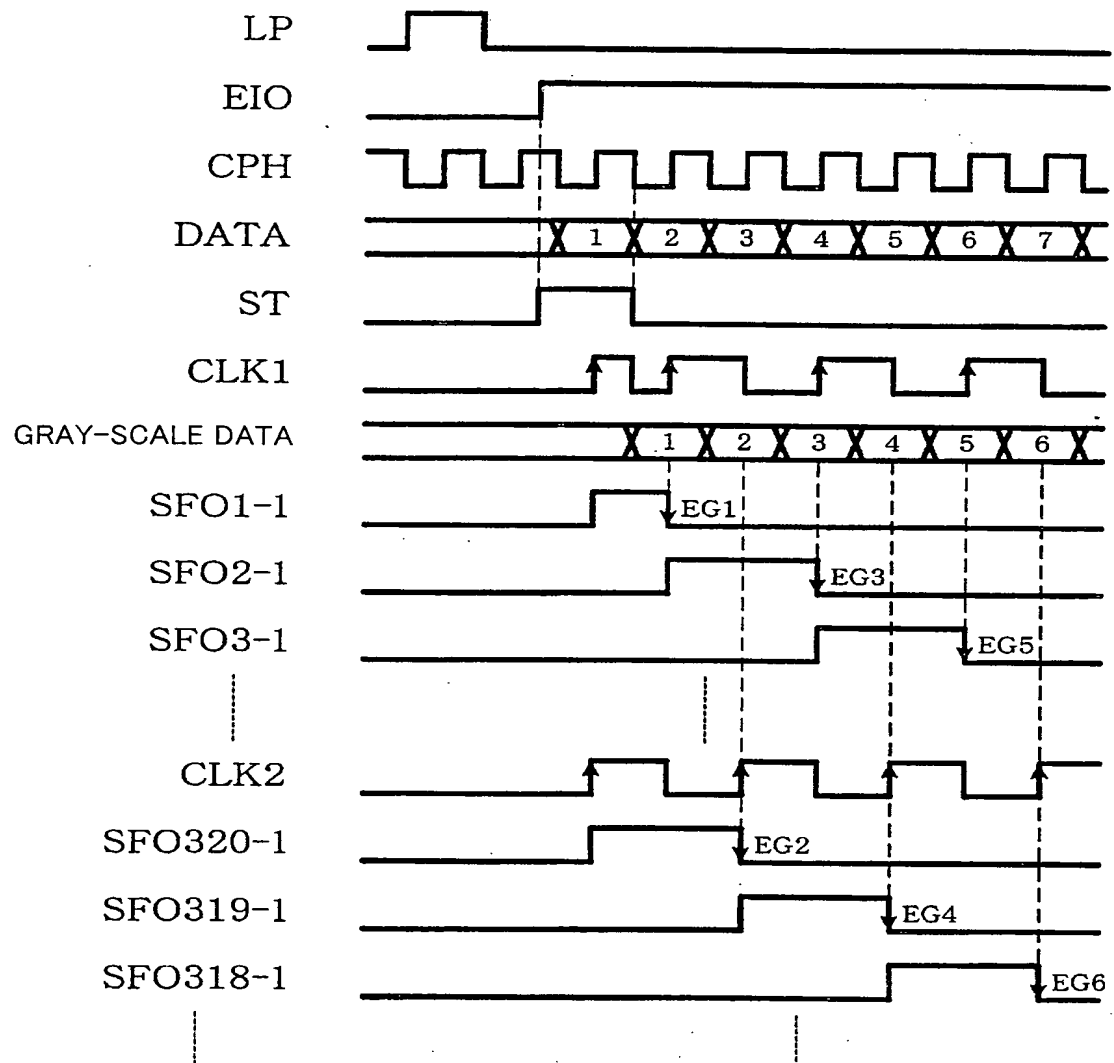 LP
EIO
CPH
DATA 1 2 3 4 5 6 7
ST
CLK1
GRAY-SCALE DATA 1 2 3 4 5 6
SFO1-1 EG1
SFO2-1 EG3
SFO3-1 EG5
CLK2
SFO320-1 EG2
SFO319-1 EG4
SFO318-1 EG6